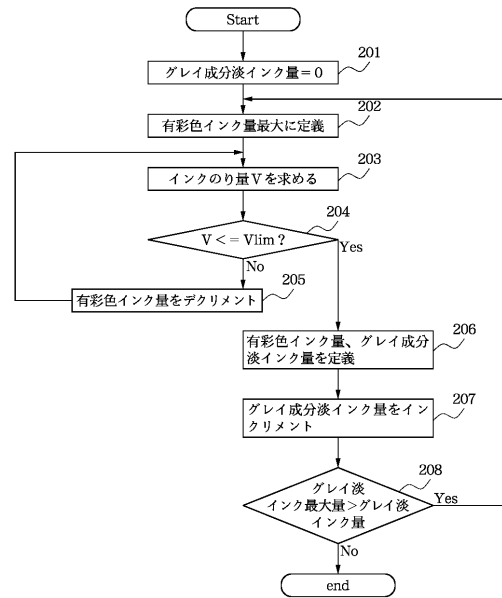 Start
201
グレイ成分淡インク量＝0
202
有彩色インク量最大に定義
203
インクのり量Vを求める
204
V＜＝Vlim？
Yes
No
205
有彩色インク量をデクリメント
206
有彩色インク量、グレイ成分
淡インク量を定義
207
グレイ成分淡インク量をイン
クリメント
208
グレイ淡
インク最大量＞グレイ淡
インク量
Yes
No
end